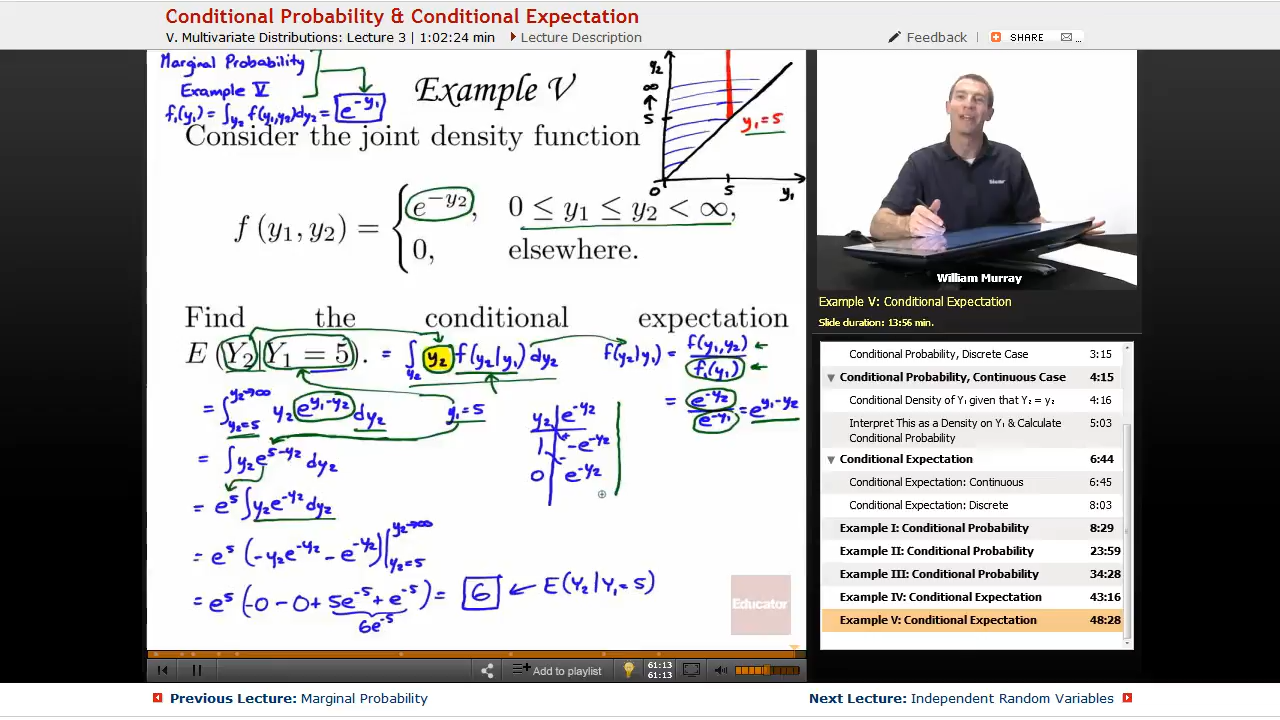 Conditional Probability & Conditional Expectation
V. Multivariate Distributions: Lecture 3 | 1:02:24 min
Lecture Description
Feedback
SHARE
Marginal Probability
Example V
f₁(y₁) = ∫_y₂ f(y₁,y₂)dy₂ = e^-y₁
Example V
y₂
∞
↑
5
y₁ = 5
0
5
y₁
Consider the joint density function
f (y₁, y₂) = { e^−y₂, 0 ≤ y₁ ≤ y₂ < ∞,
0, elsewhere.
Find the conditional expectation
E (Y₂|Y₁ = 5). = ∫_y₂ y₂ f(y₂|y₁) dy₂
f(y₂|y₁) = f(y₁,y₂) / f₁(y₁)
= e^-y₂ / e^-y₁ = e^y₁-y₂
= ∫_y₂=5^y₂→∞ y₂ e^y₁-y₂ dy₂
y₁ = 5
= ∫ y₂ e^5-y₂ dy₂
= e⁵ ∫ y₂ e^-y₂ dy₂
= e⁵ (-y₂e^-y₂ - e^-y₂) |_y₂=5^y₂→∞
= e⁵ (-0 - 0 + 5e^-5 + e^-5) = 6 ← E(Y₂|Y₁=5)
6e^-5
y₂ | e^-y₂
1 + -e^-y₂
0 - e^-y₂
Educator
William Murray
Example V: Conditional Expectation
Slide duration: 13:56 min.
Conditional Probability, Discrete Case 3:15
Conditional Probability, Continuous Case 4:15
Conditional Density of Y₁ given that Y₂ = y₂ 4:16
Interpret This as a Density on Y₁ & Calculate 5:03
Conditional Probability
Conditional Expectation 6:44
Conditional Expectation: Continuous 6:45
Conditional Expectation: Discrete 8:03
Example I: Conditional Probability 8:29
Example II: Conditional Probability 23:59
Example III: Conditional Probability 34:28
Example IV: Conditional Expectation 43:16
Example V: Conditional Expectation 48:28
Add to playlist
61:13
61:13
Previous Lecture: Marginal Probability
Next Lecture: Independent Random Variables